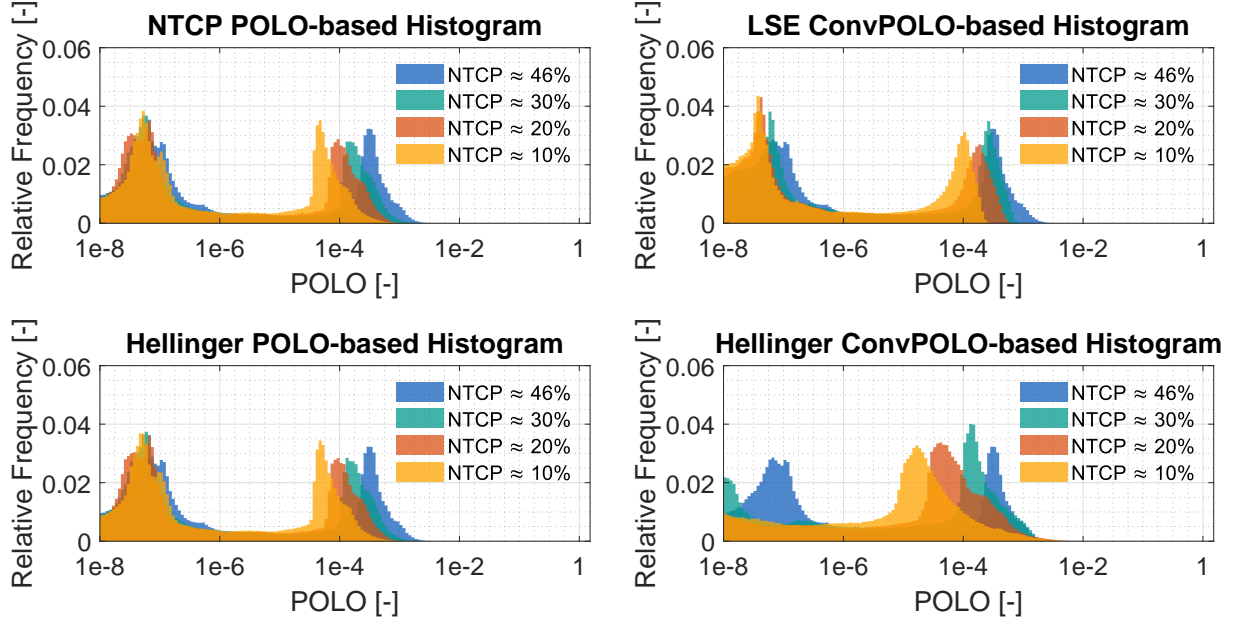 NTCP POLO-based Histogram
Relative Frequency [-]
0.06
0.04
0.02
0
NTCP ≈ 46%
NTCP ≈ 30%
NTCP ≈ 20%
NTCP ≈ 10%
1e-8 1e-6 1e-4 1e-2 1
POLO [-]
LSE ConvPOLO-based Histogram
Relative Frequency [-]
0.06
0.04
0.02
0
NTCP ≈ 46%
NTCP ≈ 30%
NTCP ≈ 20%
NTCP ≈ 10%
1e-8 1e-6 1e-4 1e-2 1
POLO [-]
Hellinger POLO-based Histogram
Relative Frequency [-]
0.06
0.04
0.02
0
NTCP ≈ 46%
NTCP ≈ 30%
NTCP ≈ 20%
NTCP ≈ 10%
1e-8 1e-6 1e-4 1e-2 1
POLO [-]
Hellinger ConvPOLO-based Histogram
Relative Frequency [-]
0.06
0.04
0.02
0
NTCP ≈ 46%
NTCP ≈ 30%
NTCP ≈ 20%
NTCP ≈ 10%
1e-8 1e-6 1e-4 1e-2 1
POLO [-]